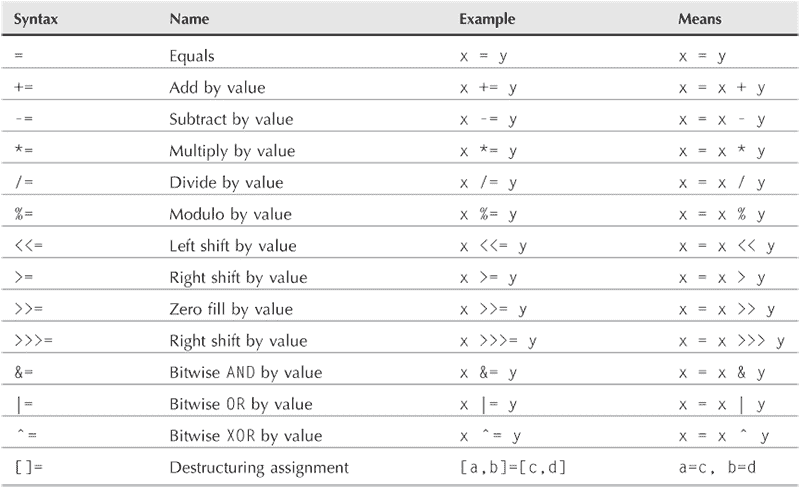 Syntax Name Example Means
= Equals x = y x = y
+= Add by value x += y x = x + y
-= Subtract by value x -= y x = x - y
*= Multiply by value x *= y x = x * y
/= Divide by value x /= y x = x / y
%= Modulo by value x %= y x = x % y
<<= Left shift by value x <<= y x = x << y
>= Right shift by value x >= y x = x > y
>>= Zero fill by value x >>= y x = x >> y
>>>= Right shift by value x >>>= y x = x >>> y
&= Bitwise AND by value x &= y x = x & y
|= Bitwise OR by value x |= y x = x | y
^= Bitwise XOR by value x ^= y x = x ^ y
[]= Destructuring assignment [a,b]=[c,d] a=c, b=d